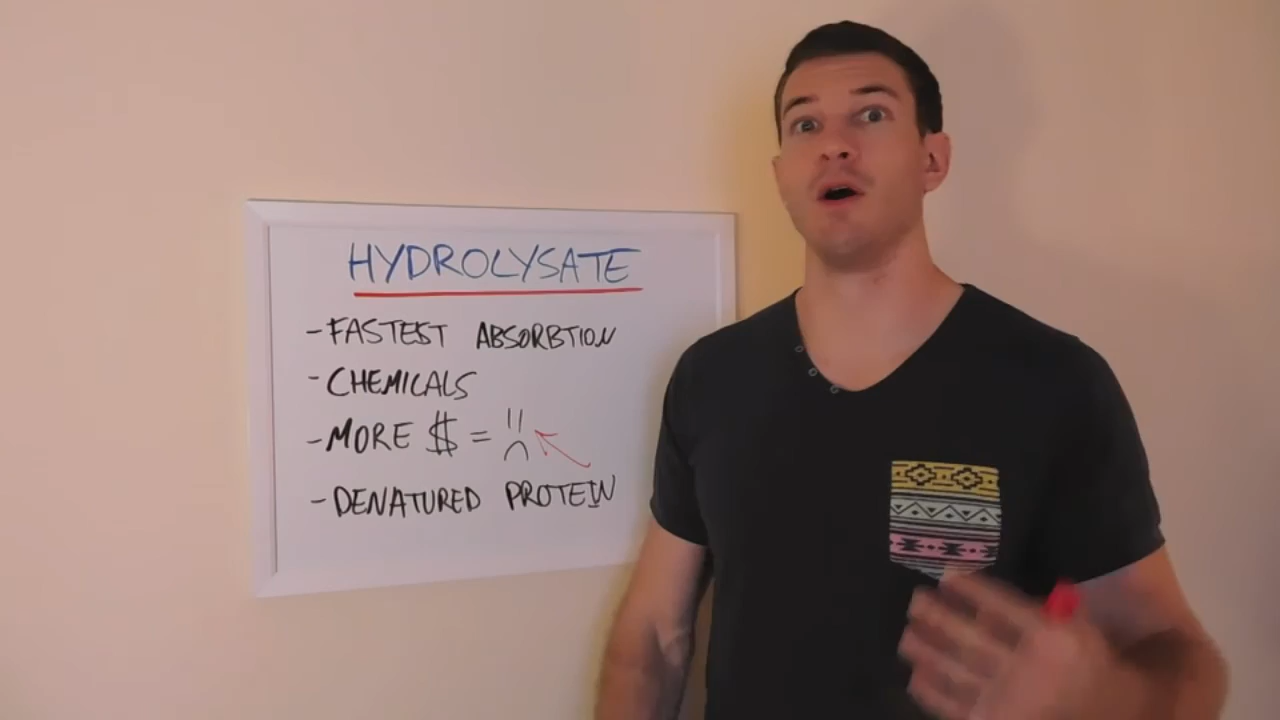 HYDROLYSATE
- FASTEST ABSORBTION
- CHEMICALS
- MORE $ =
- DENATURED PROTEIN